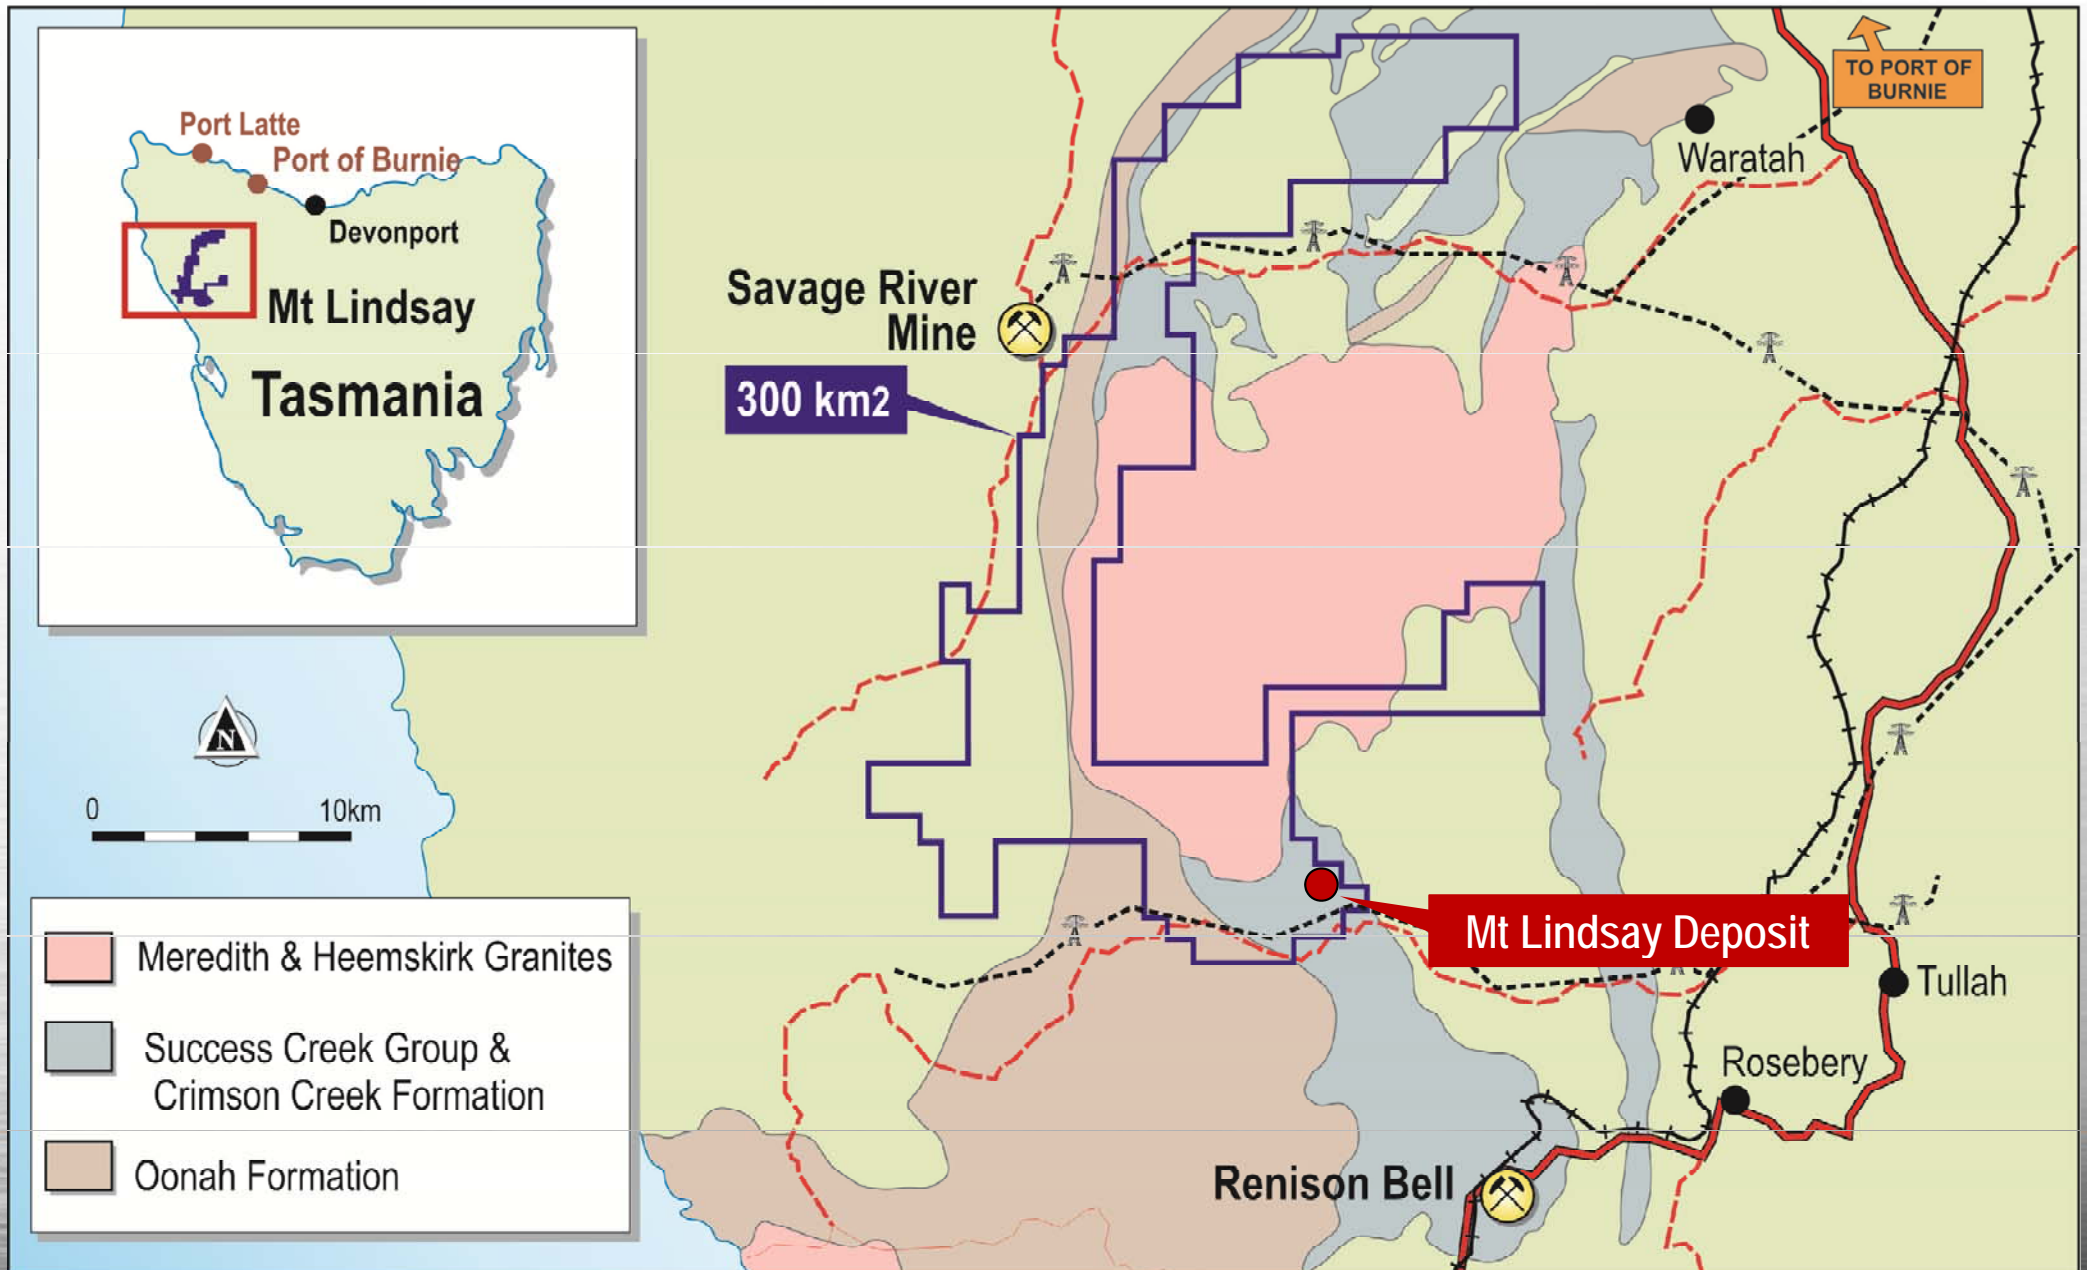 TO PORT OF
BURNIE
Port Latte
Port of Burnie
Devonport
Mt Lindsay
Tasmania
Waratah
Savage River
Mine
300 km2
N
0 10km
Meredith & Heemskirk Granites
Success Creek Group &
Crimson Creek Formation
Oonah Formation
Mt Lindsay Deposit
Tullah
Rosebery
Renison Bell